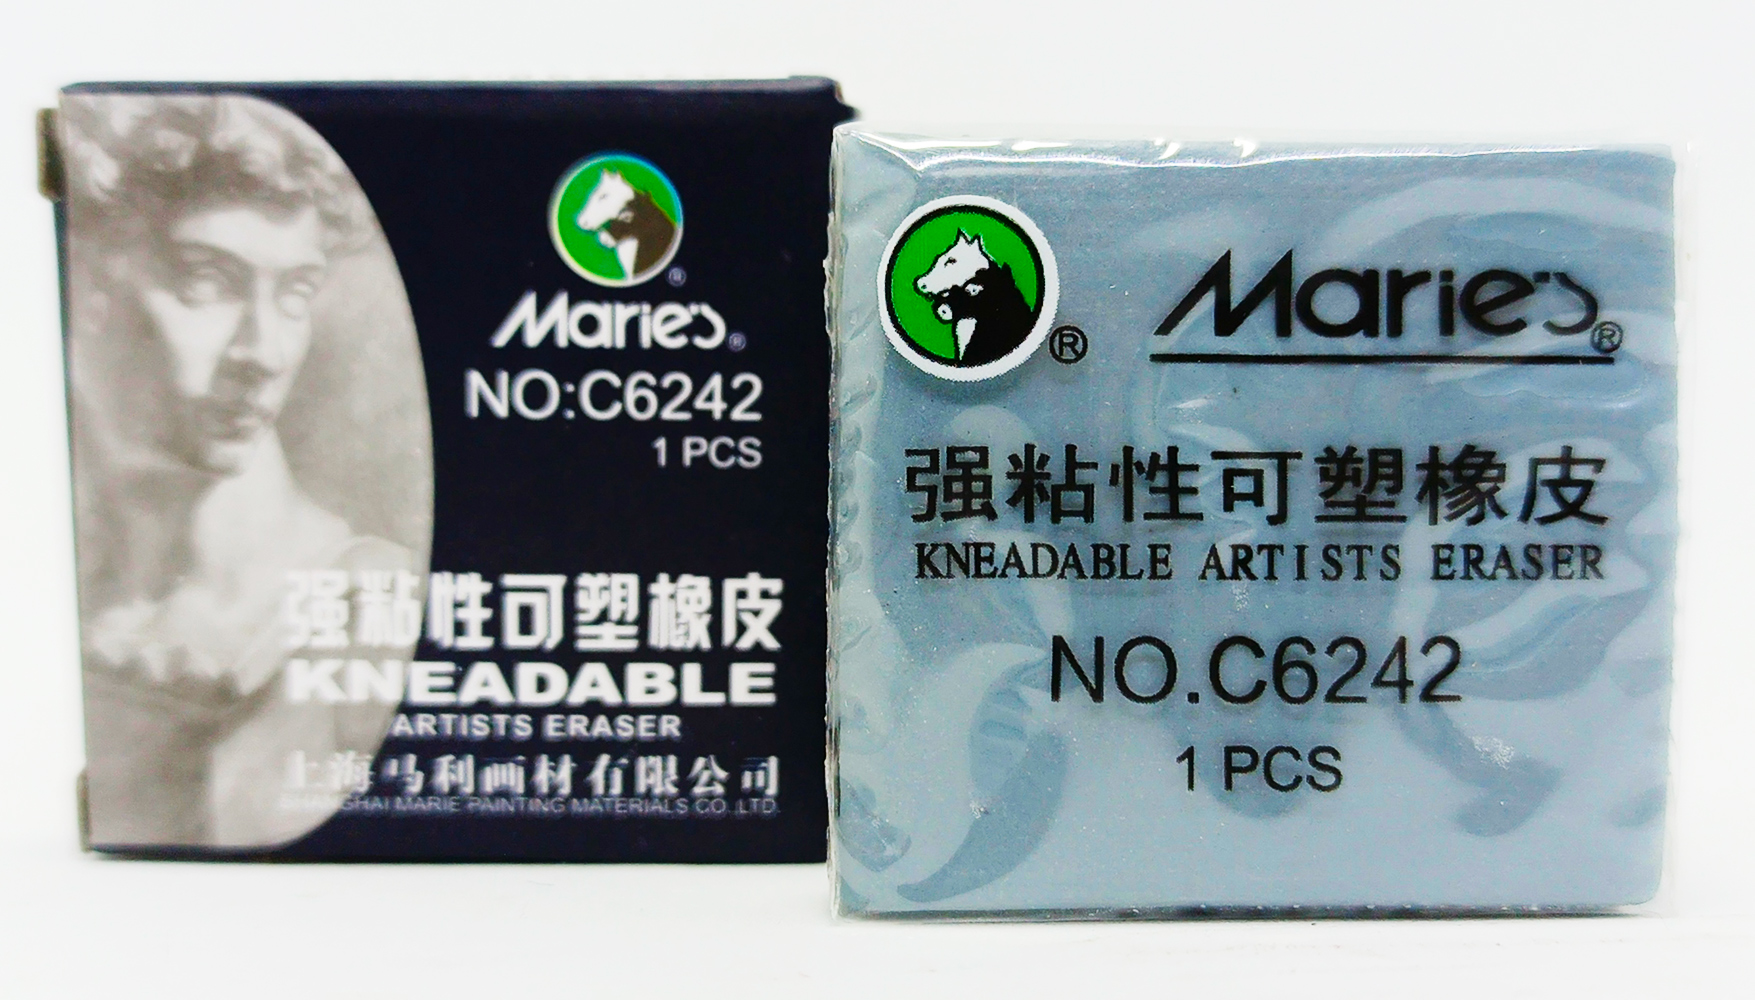 ®
Marie's®
NO:C6242
1 PCS
强粘性可塑橡皮
KNEADABLE
ARTISTS ERASER
上海马利画材有限公司
SHANGHAI MARIE PAINTING MATERIALS CO.,LTD.
®
Marie's®
强粘性可塑橡皮
KNEADABLE ARTISTS ERASER
NO.C6242
1 PCS